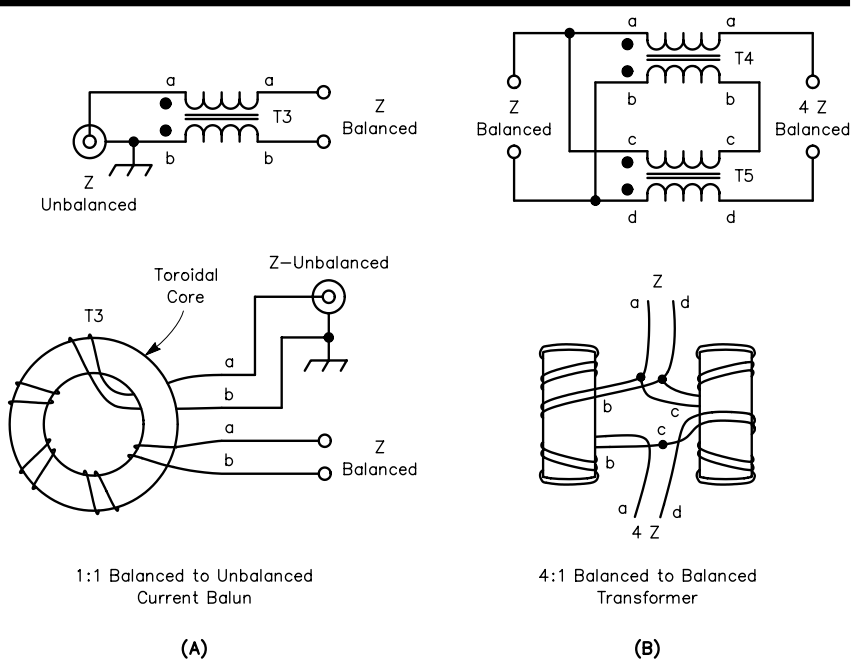 a a
T3
b b
Z
Unbalanced
Z
Balanced
Toroidal
Core
T3
Z-Unbalanced
a
b
a
b
Z
Balanced
1:1 Balanced to Unbalanced
Current Balun
(A)
a a
T4
b b
Z
Balanced
4 Z
Balanced
c c
T5
d d
Z
a d
b
c
c
b
a d
4 Z
4:1 Balanced to Balanced
Transformer
(B)